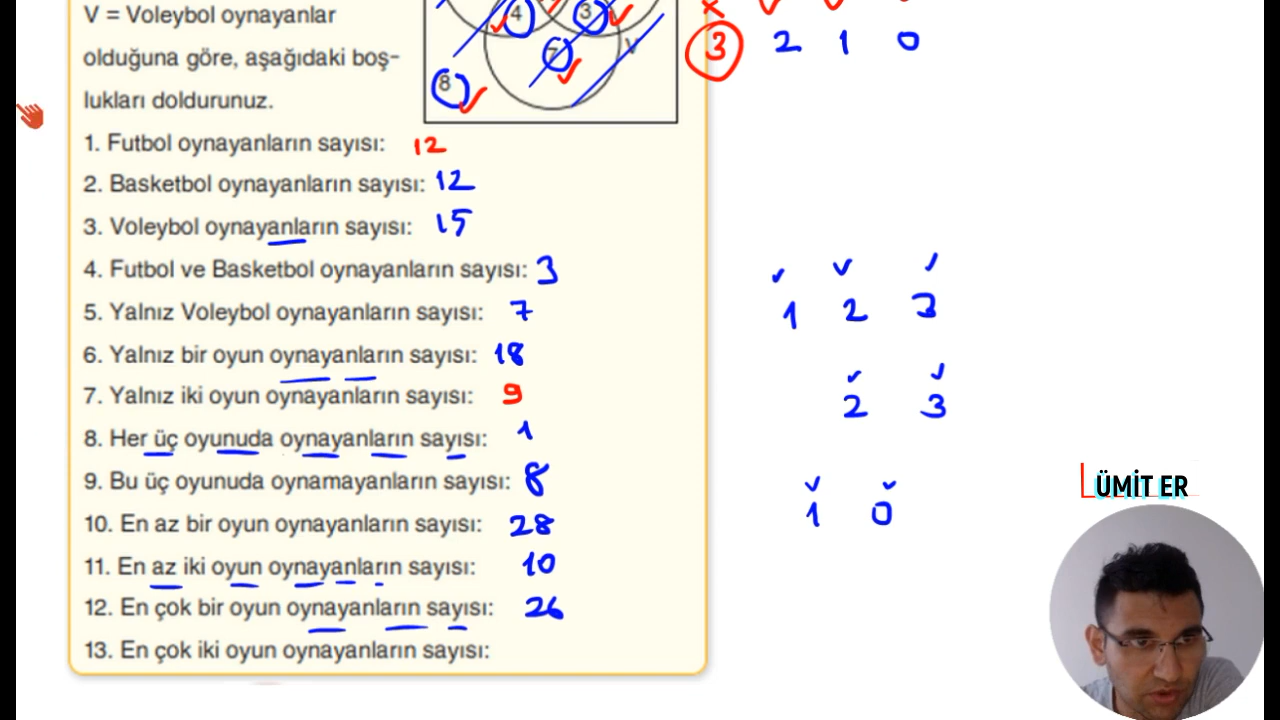 V = Voleybol oynayanlar
olduğuna göre, aşağıdaki boş-
lukları doldurunuz.
4 3
7 V
8
3 2 1 0
1. Futbol oynayanların sayısı: 12
2. Basketbol oynayanların sayısı: 12
3. Voleybol oynayanların sayısı: 15
4. Futbol ve Basketbol oynayanların sayısı: 3
5. Yalnız Voleybol oynayanların sayısı: 7
6. Yalnız bir oyun oynayanların sayısı: 18
7. Yalnız iki oyun oynayanların sayısı: 9
8. Her üç oyunuda oynayanların sayısı: 1
9. Bu üç oyunuda oynamayanların sayısı: 8
10. En az bir oyun oynayanların sayısı: 28
11. En az iki oyun oynayanların sayısı: 10
12. En çok bir oyun oynayanların sayısı: 26
13. En çok iki oyun oynayanların sayısı:
1 2 3
2 3
1 0
ÜMİT ER